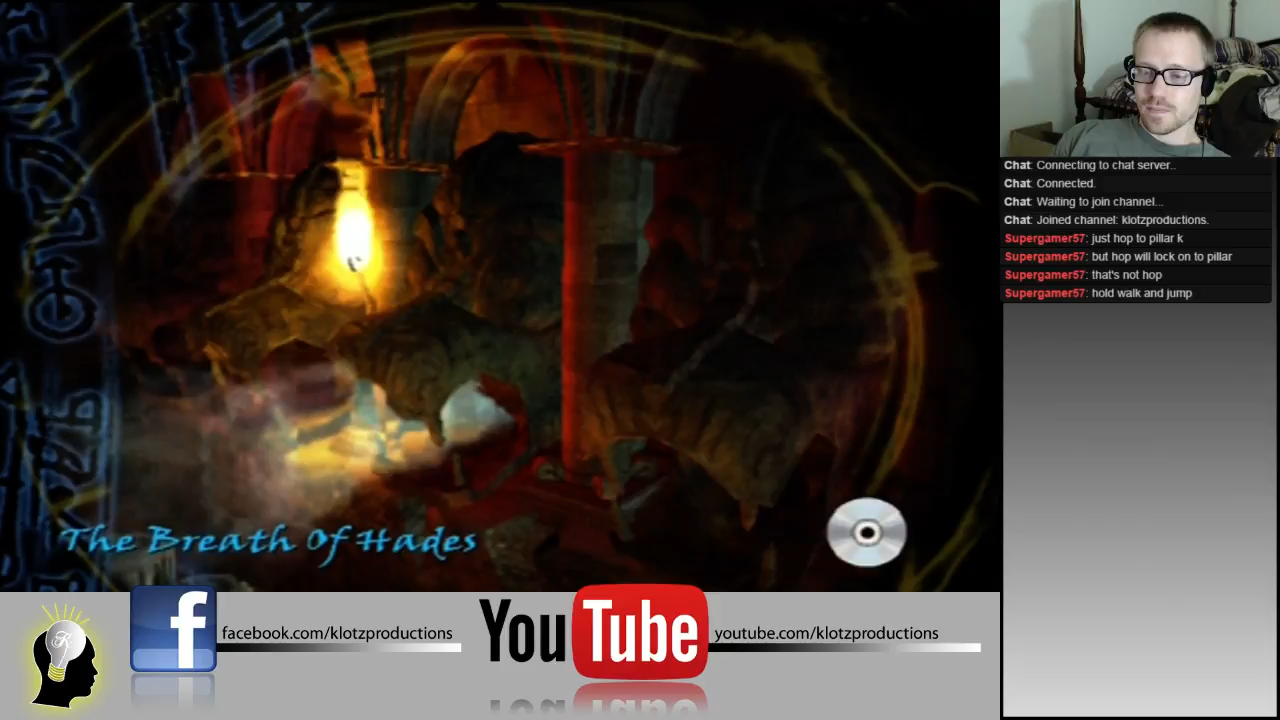 Chat: Connecting to chat server..
Chat: Connected.
Chat: Waiting to join channel...
Chat: Joined channel: klotzproductions.
Supergamer57: just hop to pillar k
Supergamer57: but hop will lock on to pillar
Supergamer57: that's not hop
Supergamer57: hold walk and jump
The Breath Of Hades
f
facebook.com/klotzproductions
YouTube
youtube.com/klotzproductions